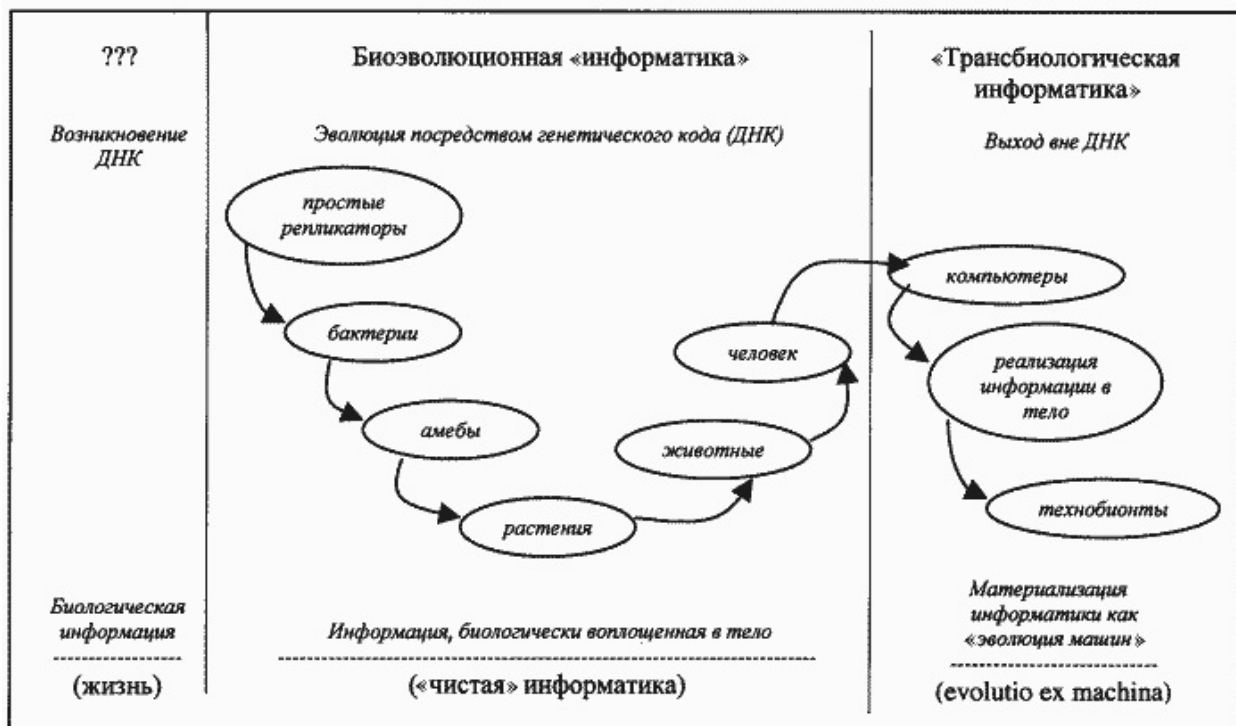 ???
Возникновение
ДНК
Биологическая
информация
(жизнь)
Биоэволюционная «информатика»
Эволюция посредством генетического кода (ДНК)
простые
репликаторы
бактерии
амебы
растения
животные
человек
Информация, биологически воплощенная в тело
(«чистая» информатика)
«Трансбиологическая
информатика»
Выход вне ДНК
компьютеры
реализация
информации в
тело
технобионты
Материализация
информатики как
«эволюция машин»
(evolutio ex machina)